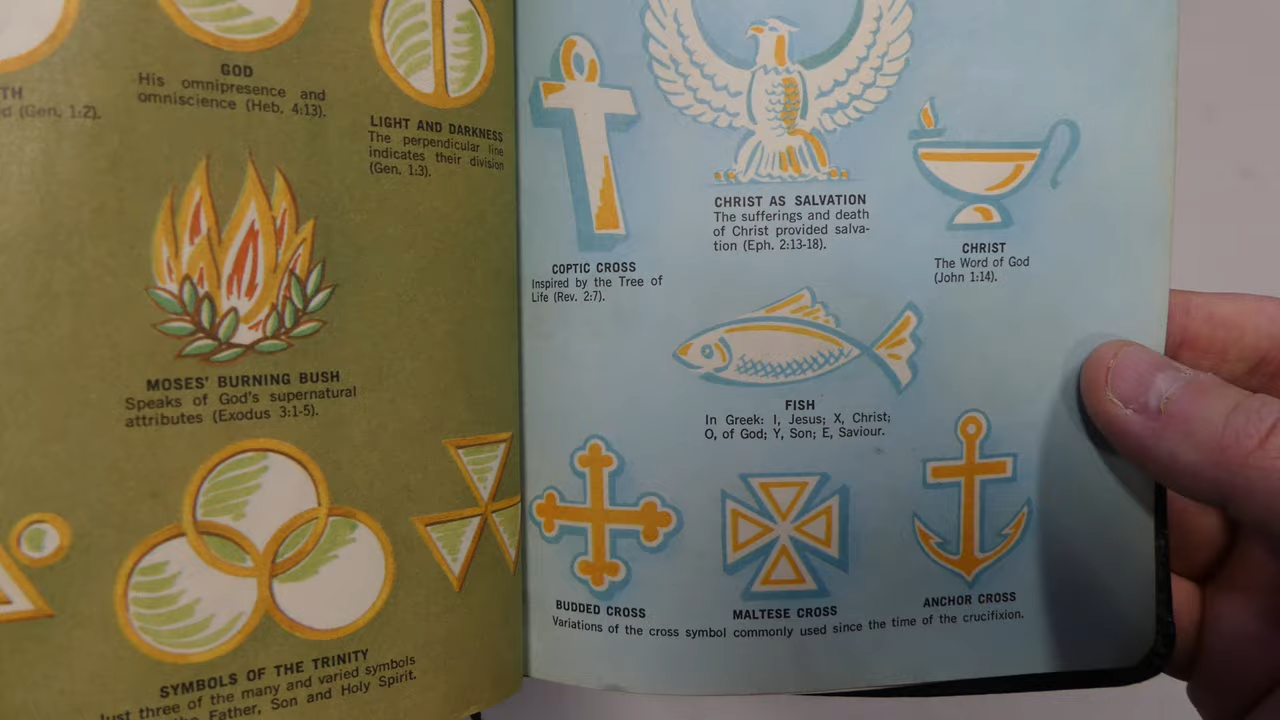 TH
d (Gen. 1:2).
GOD
His omnipresence and
omniscience (Heb. 4:13).
LIGHT AND DARKNESS
The perpendicular line
indicates their division
(Gen. 1:3).
MOSES' BURNING BUSH
Speaks of God's supernatural
attributes (Exodus 3:1-5).
SYMBOLS OF THE TRINITY
Just three of the many and varied symbols
the Father, Son and Holy Spirit.
COPTIC CROSS
Inspired by the Tree of
Life (Rev. 2:7).
CHRIST AS SALVATION
The sufferings and death
of Christ provided salva-
tion (Eph. 2:13-18).
CHRIST
The Word of God
(John 1:14).
FISH
In Greek: I, Jesus; X, Christ;
O, of God; Y, Son; E, Saviour.
BUDDED CROSS
MALTESE CROSS
ANCHOR CROSS
Variations of the cross symbol commonly used since the time of the crucifixion.